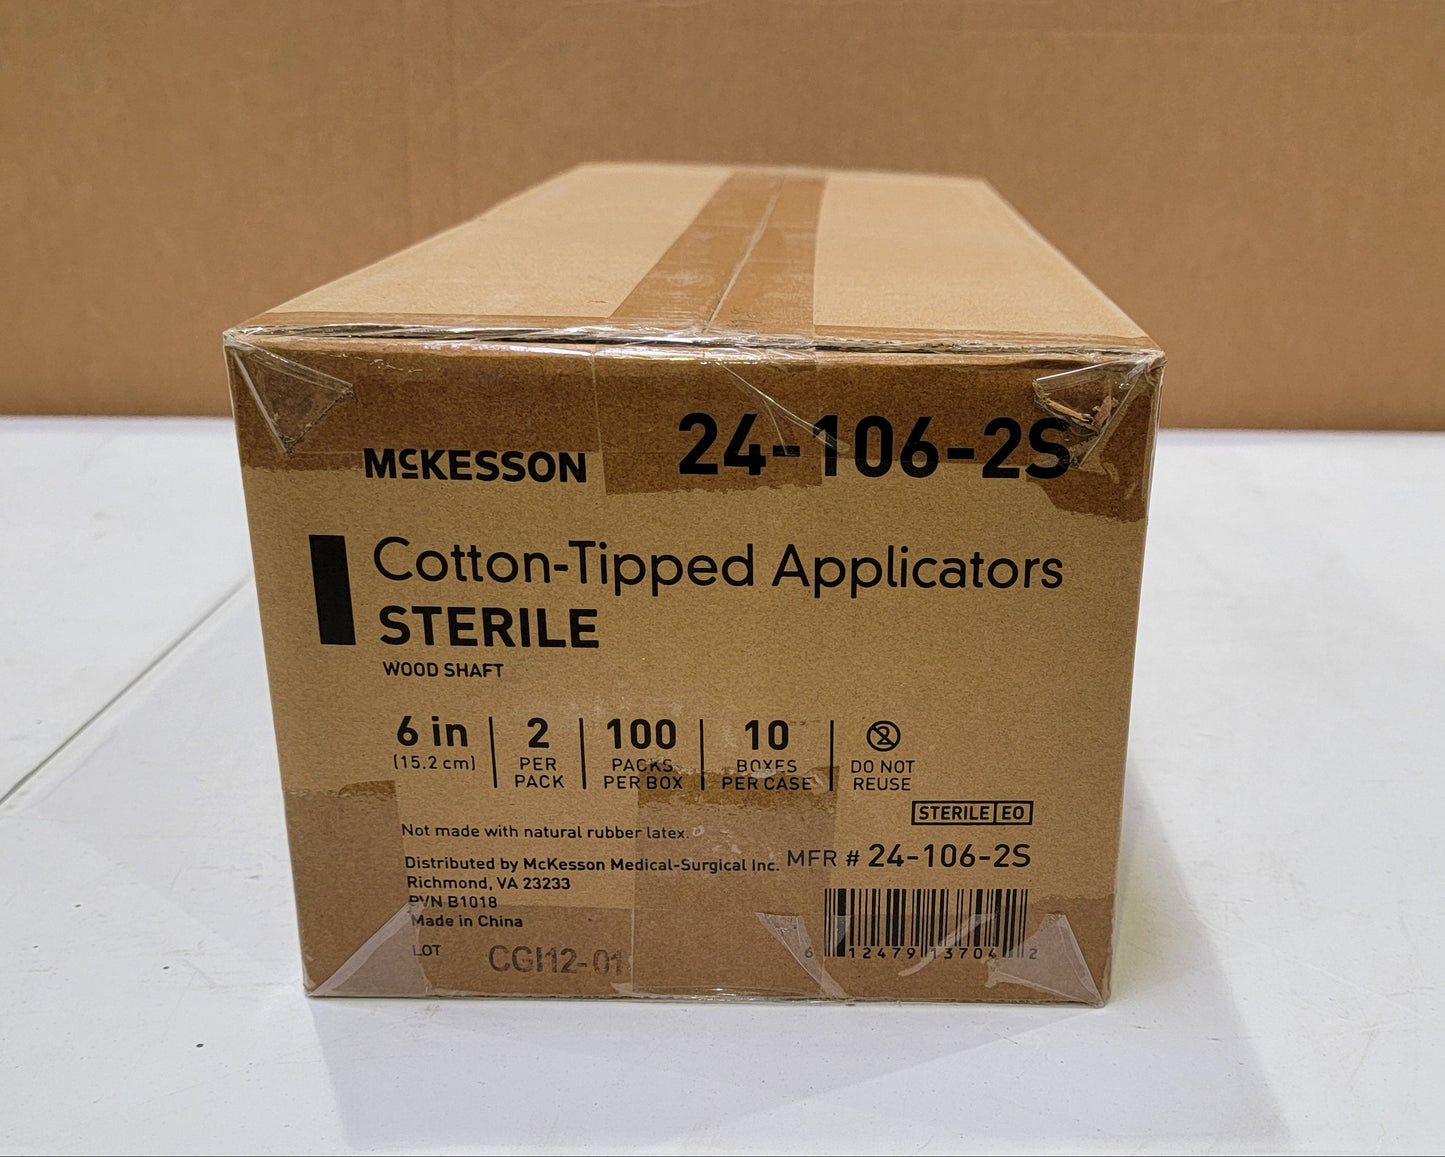 McKESSON
24-106-2S
Cotton-Tipped Applicators
STERILE
WOOD SHAFT
6 in
(15.2 cm)
2
PER
PACK
100
PACKS
PER BOX
10
BOXES
PER CASE
2
DO NOT
REUSE
STERILE EO
Not made with natural rubber latex.
Distributed by McKesson Medical-Surgical Inc.
Richmond, VA 23233
PVN B1018
Made in China
LOT CGI12-01
MFR # 24-106-2S
6 12479 13704 2